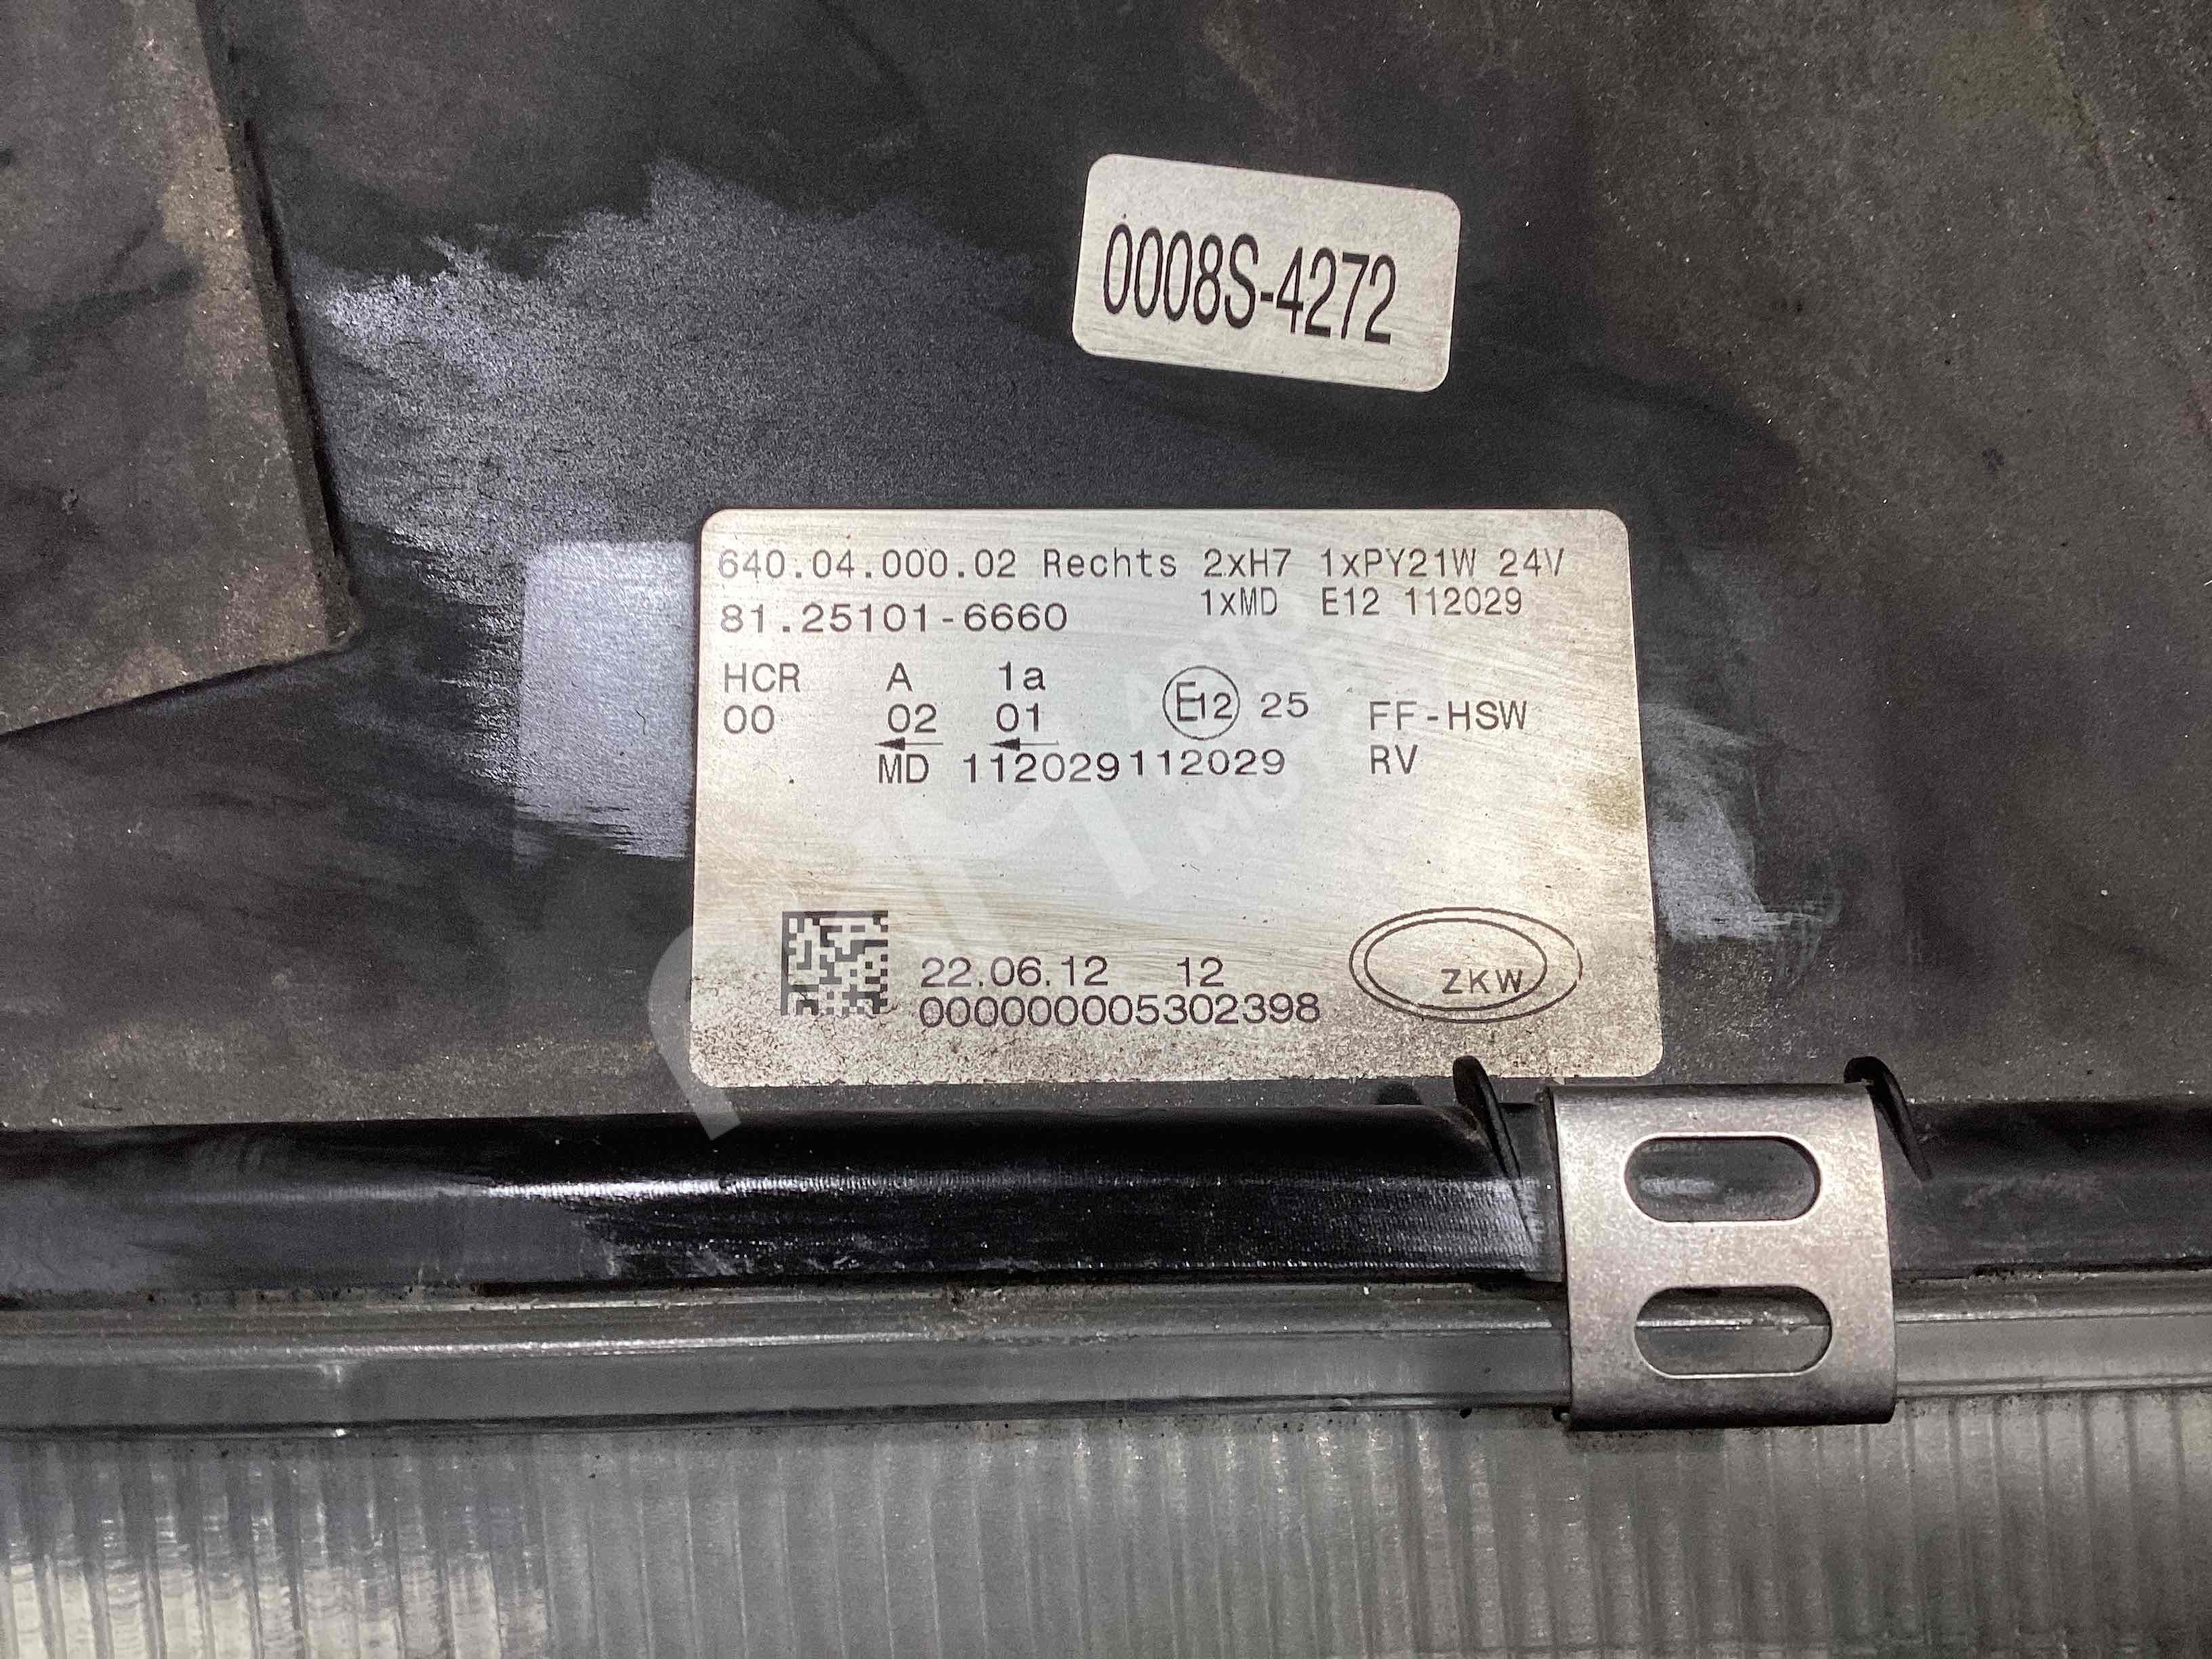 0008S-4272
640.04.000.02 Rechts 2xH7 1xPY21W 24V
81.25101-6660 1xMD E12 112029
HCR A 1a
00 02 01 E12 25 FF-HSW
MD 112029112029 RV
22.06.12 12
000000005302398
ZKW